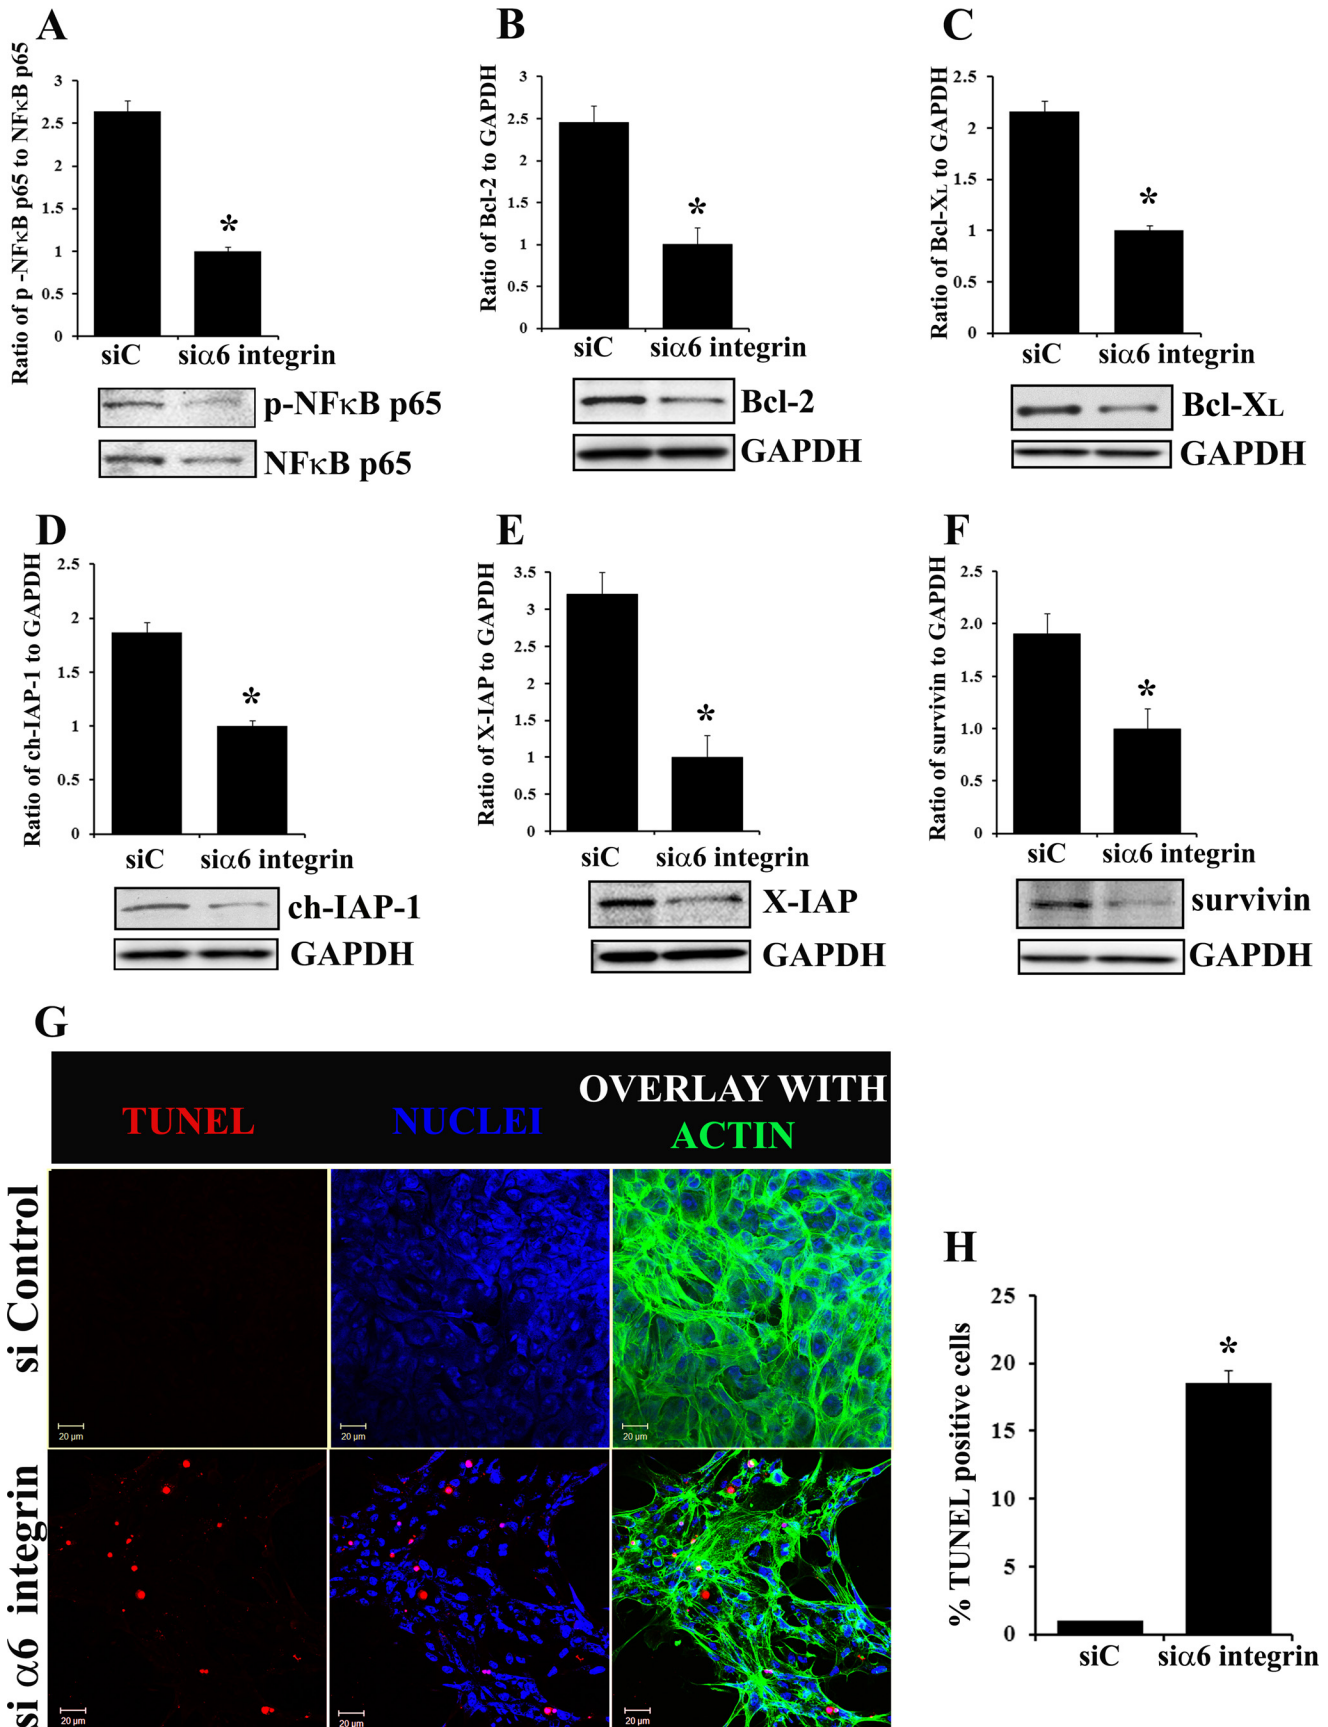 A
Ratio of p -NFκB p65 to NFκB p65
3
2.5
2
1.5
1
0.5
0
*
siC siα6 integrin
p-NFκB p65
NFκB p65
B
Ratio of Bcl-2 to GAPDH
3
2.5
2
1.5
1
0.5
0
*
siC siα6 integrin
Bcl-2
GAPDH
C
Ratio of Bcl-XL to GAPDH
2.5
2
1.5
1
0.5
0
*
siC siα6 integrin
Bcl-XL
GAPDH
D
Ratio of ch-IAP-1 to GAPDH
2.5
2
1.5
1
0.5
0
*
siC siα6 integrin
ch-IAP-1
GAPDH
E
Ratio of X-IAP to GAPDH
3.5
3
2.5
2
1.5
1
0.5
0
*
siC siα6 integrin
X-IAP
GAPDH
F
Ratio of survivin to GAPDH
2.5
2.0
1.5
1.0
0.5
0
*
siC siα6 integrin
survivin
GAPDH
G
TUNEL
NUCLEI
OVERLAY WITH
ACTIN
si Control
20 µm
20 µm
20 µm
si α6 integrin
20 µm
20 µm
20 µm
H
% TUNEL positive cells
25
20
15
10
5
0
*
siC siα6 integrin